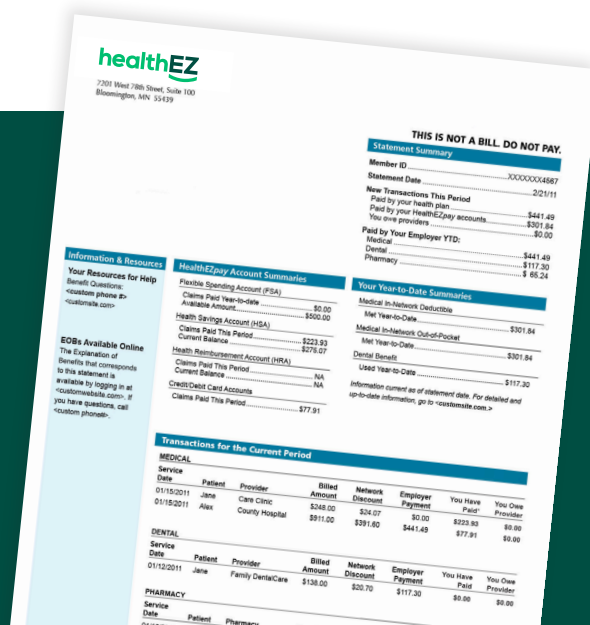 healthEZ
7201 West 78th Street, Suite 100
Bloomington, MN 55439
THIS IS NOT A BILL. DO NOT PAY.
Statement Summary
Member ID XXXXXXX4567
Statement Date 2/21/11
New Transactions This Period
Paid by your health plan $441.49
Paid by your HealthEZpay accounts $301.84
You owe providers $0.00
Paid by Your Employer YTD:
Medical $441.49
Dental $117.30
Pharmacy $ 65.24
Information & Resources
Your Resources for Help
Benefit Questions:
<custom phone #>
<customsite.com>
EOBs Available Online
The Explanation of
Benefits that corresponds
to this statement is
available by logging in at
<customwebsite.com>. If
you have questions, call
<custom phone#>.
HealthEZpay Account Summaries
Flexible Spending Account (FSA)
Claims Paid Year-to-date $0.00
Available Amount $500.00
Health Savings Account (HSA)
Claims Paid This Period $223.93
Current Balance $276.07
Health Reimbursement Account (HRA)
Claims Paid This Period NA
Current Balance NA
Credit/Debit Card Accounts
Claims Paid This Period $77.91
Your Year-to-Date Summaries
Medical In-Network Deductible
Met Year-to-Date $301.84
Medical In-Network Out-of-Pocket
Met Year-to-Date $301.84
Dental Benefit
Used Year-to-Date $117.30
Information current as of statement date. For detailed and
up-to-date information, go to <customsite.com.>
Transactions for the Current Period
MEDICAL
Service Date Patient Provider Billed Amount Network Discount Employer Payment You Have Paid* You Owe Provider
01/15/2011 Jane Care Clinic $248.00 $24.07 $0.00 $223.93 $0.00
01/15/2011 Alex County Hospital $911.00 $391.60 $441.49 $77.91 $0.00
DENTAL
Service Date Patient Provider Billed Amount Network Discount Employer Payment You Have Paid You Owe Provider
01/12/2011 Jane Family DentalCare $138.00 $20.70 $117.30 $0.00 $0.00
PHARMACY
Service Patient Pharmacy